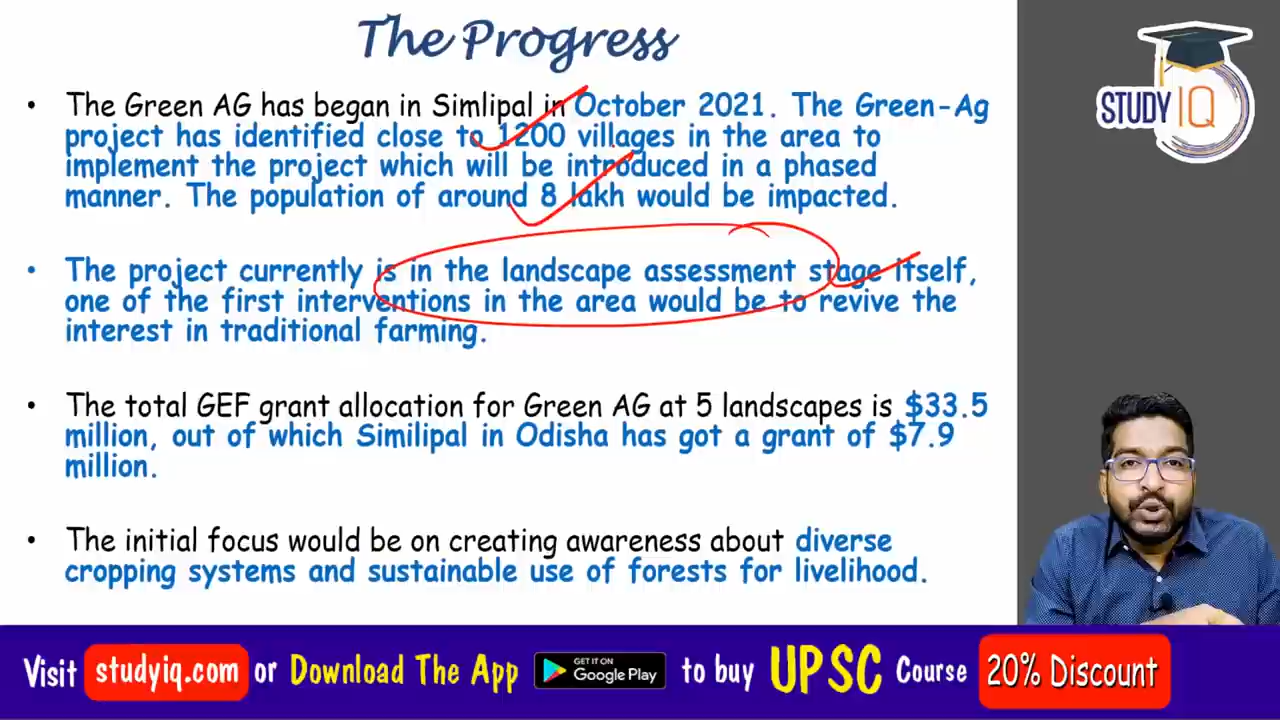 The Progress
• The Green AG has began in Simlipal in October 2021. The Green-Ag
project has identified close to 1200 villages in the area to
implement the project which will be introduced in a phased
manner. The population of around 8 lakh would be impacted.
• The project currently is in the landscape assessment stage itself,
one of the first interventions in the area would be to revive the
interest in traditional farming.
• The total GEF grant allocation for Green AG at 5 landscapes is $33.5
million, out of which Similipal in Odisha has got a grant of $7.9
million.
• The initial focus would be on creating awareness about diverse
cropping systems and sustainable use of forests for livelihood.
STUDY IQ
Visit studyiq.com or Download The App GET IT ON Google Play to buy UPSC Course 20% Discount